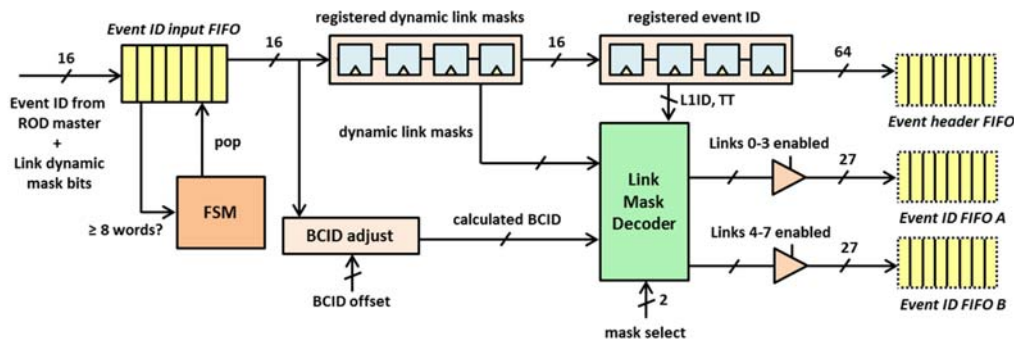 Event ID input FIFO
registered dynamic link masks
registered event ID
16
16
16
64
Event ID from
ROD master
+
Link dynamic
mask bits
pop
FSM
≥ 8 words?
dynamic link masks
L1ID, TT
Event header FIFO
Links 0-3 enabled
27
Link
Mask
Decoder
Event ID FIFO A
BCID adjust
calculated BCID
Links 4-7 enabled
27
BCID offset
2
mask select
Event ID FIFO B